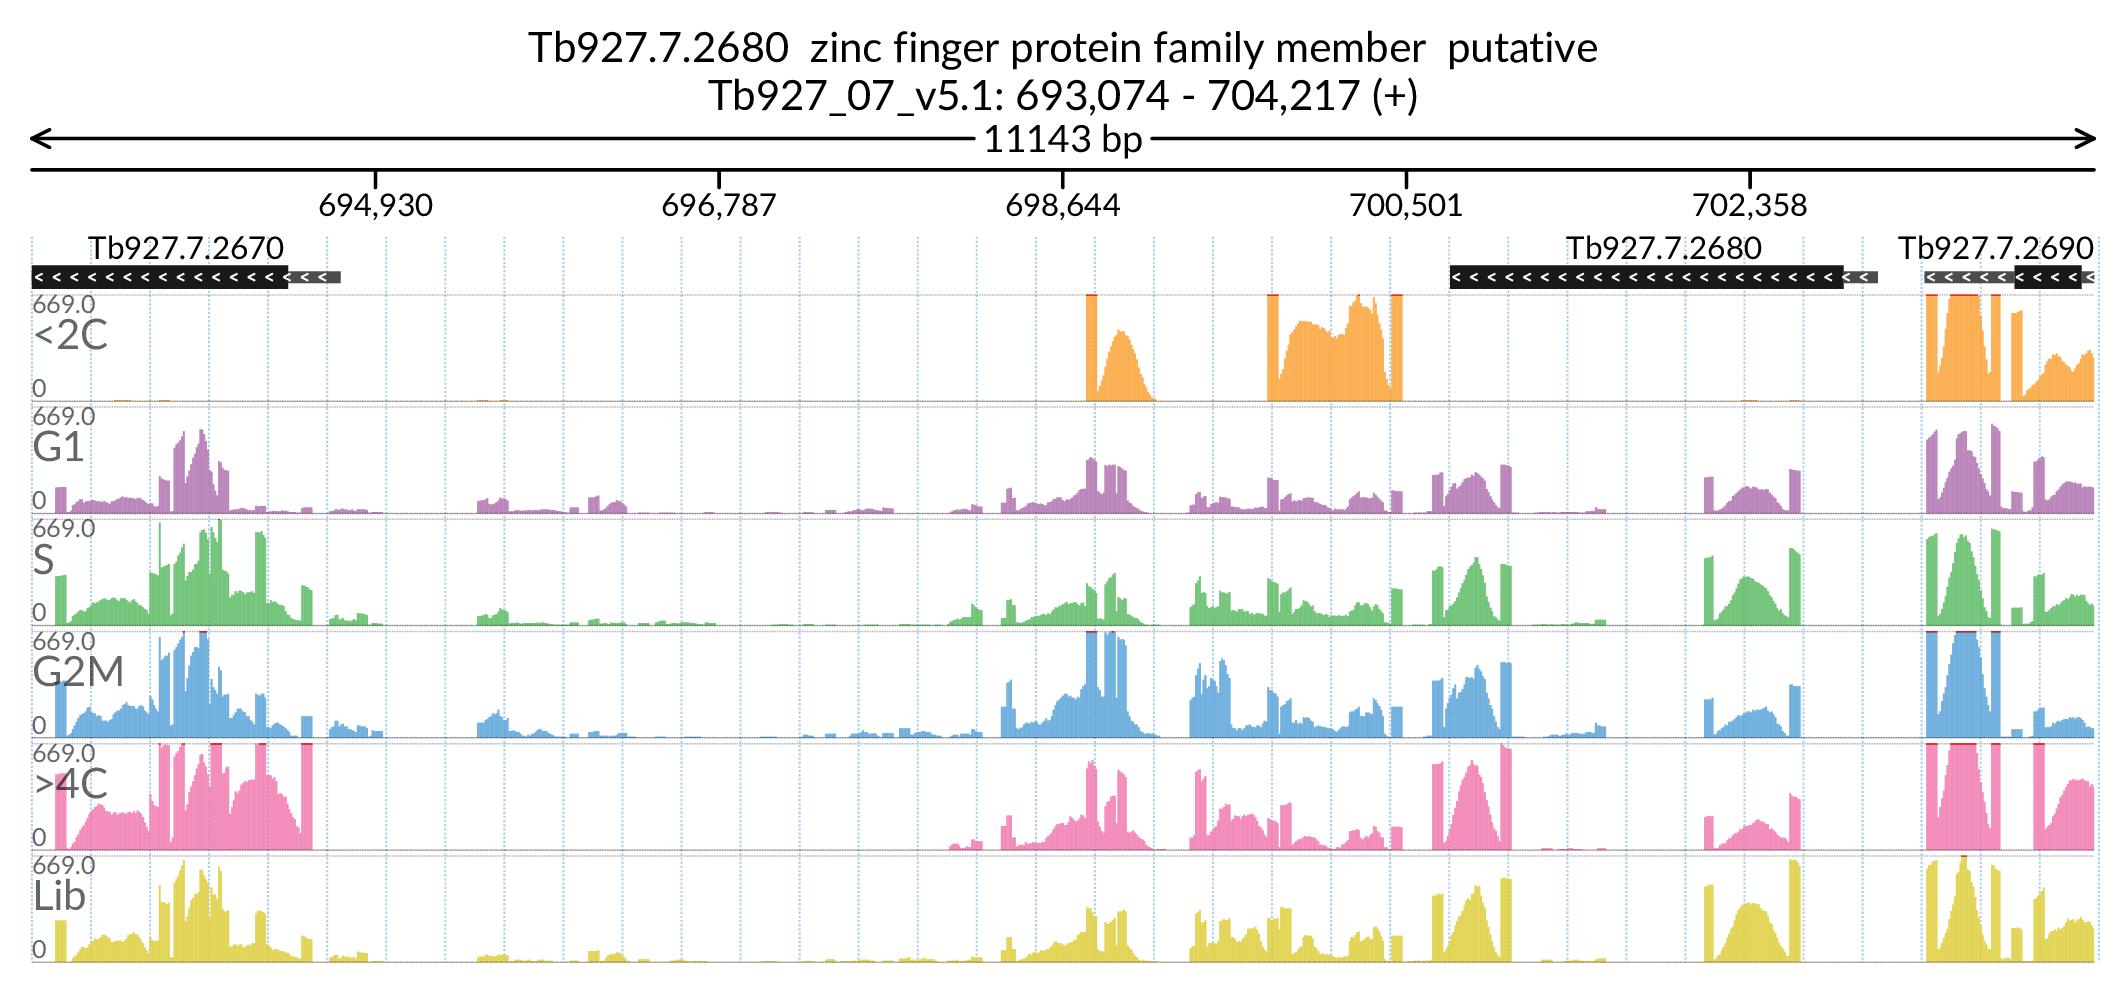 Tb927.7.2680  zinc finger protein family member  putative
Tb927_07_v5.1: 693,074 - 704,217 (+)
11143 bp
694,930 696,787 698,644 700,501 702,358
Tb927.7.2670 Tb927.7.2680 Tb927.7.2690
669.0
<2C
0
669.0
G1
0
669.0
S
0
669.0
G2M
0
669.0
>4C
0
669.0
Lib
0